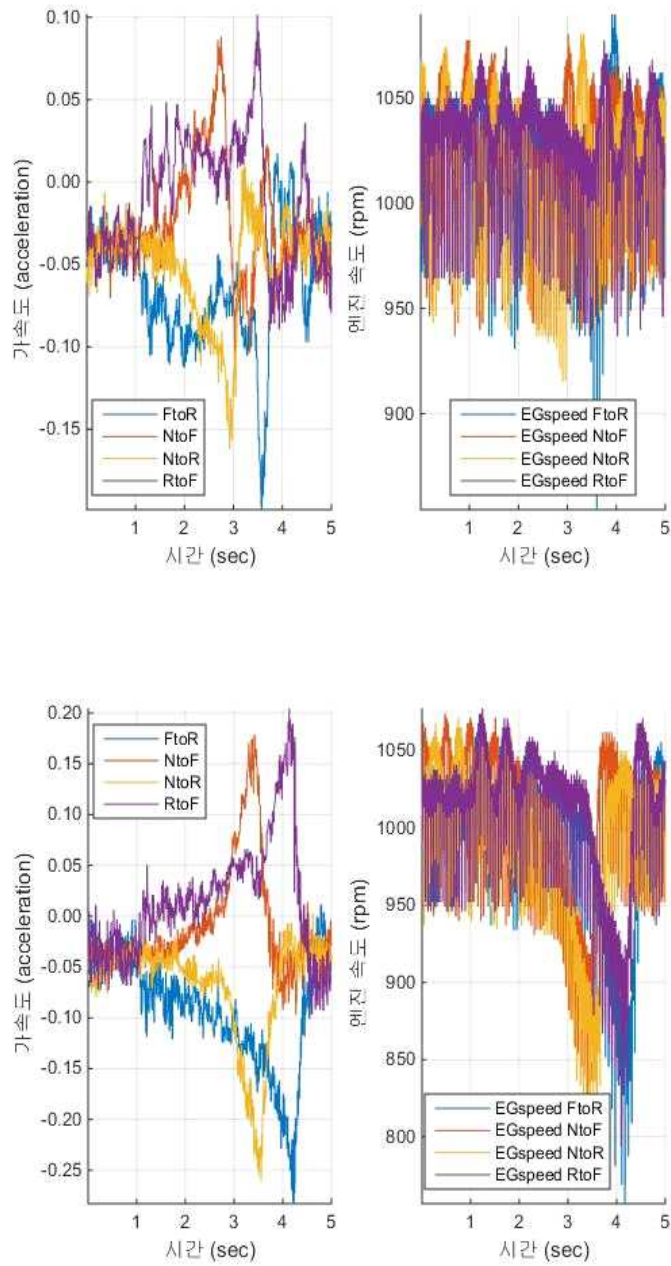 0.10
0.05
0.00
-0.05
-0.10
-0.15
가속도 (acceleration)
FtoR
NtoF
NtoR
RtoF
1 2 3 4 5
시간 (sec)
1050
1000
950
900
엔진 속도 (rpm)
EGspeed FtoR
EGspeed NtoF
EGspeed NtoR
EGspeed RtoF
1 2 3 4 5
시간 (sec)
0.20
0.15
0.10
0.05
0.00
-0.05
-0.10
-0.15
-0.20
-0.25
가속도 (acceleration)
FtoR
NtoF
NtoR
RtoF
1 2 3 4 5
시간 (sec)
1050
1000
950
900
850
800
엔진 속도 (rpm)
EGspeed FtoR
EGspeed NtoF
EGspeed NtoR
EGspeed RtoF
1 2 3 4 5
시간 (sec)